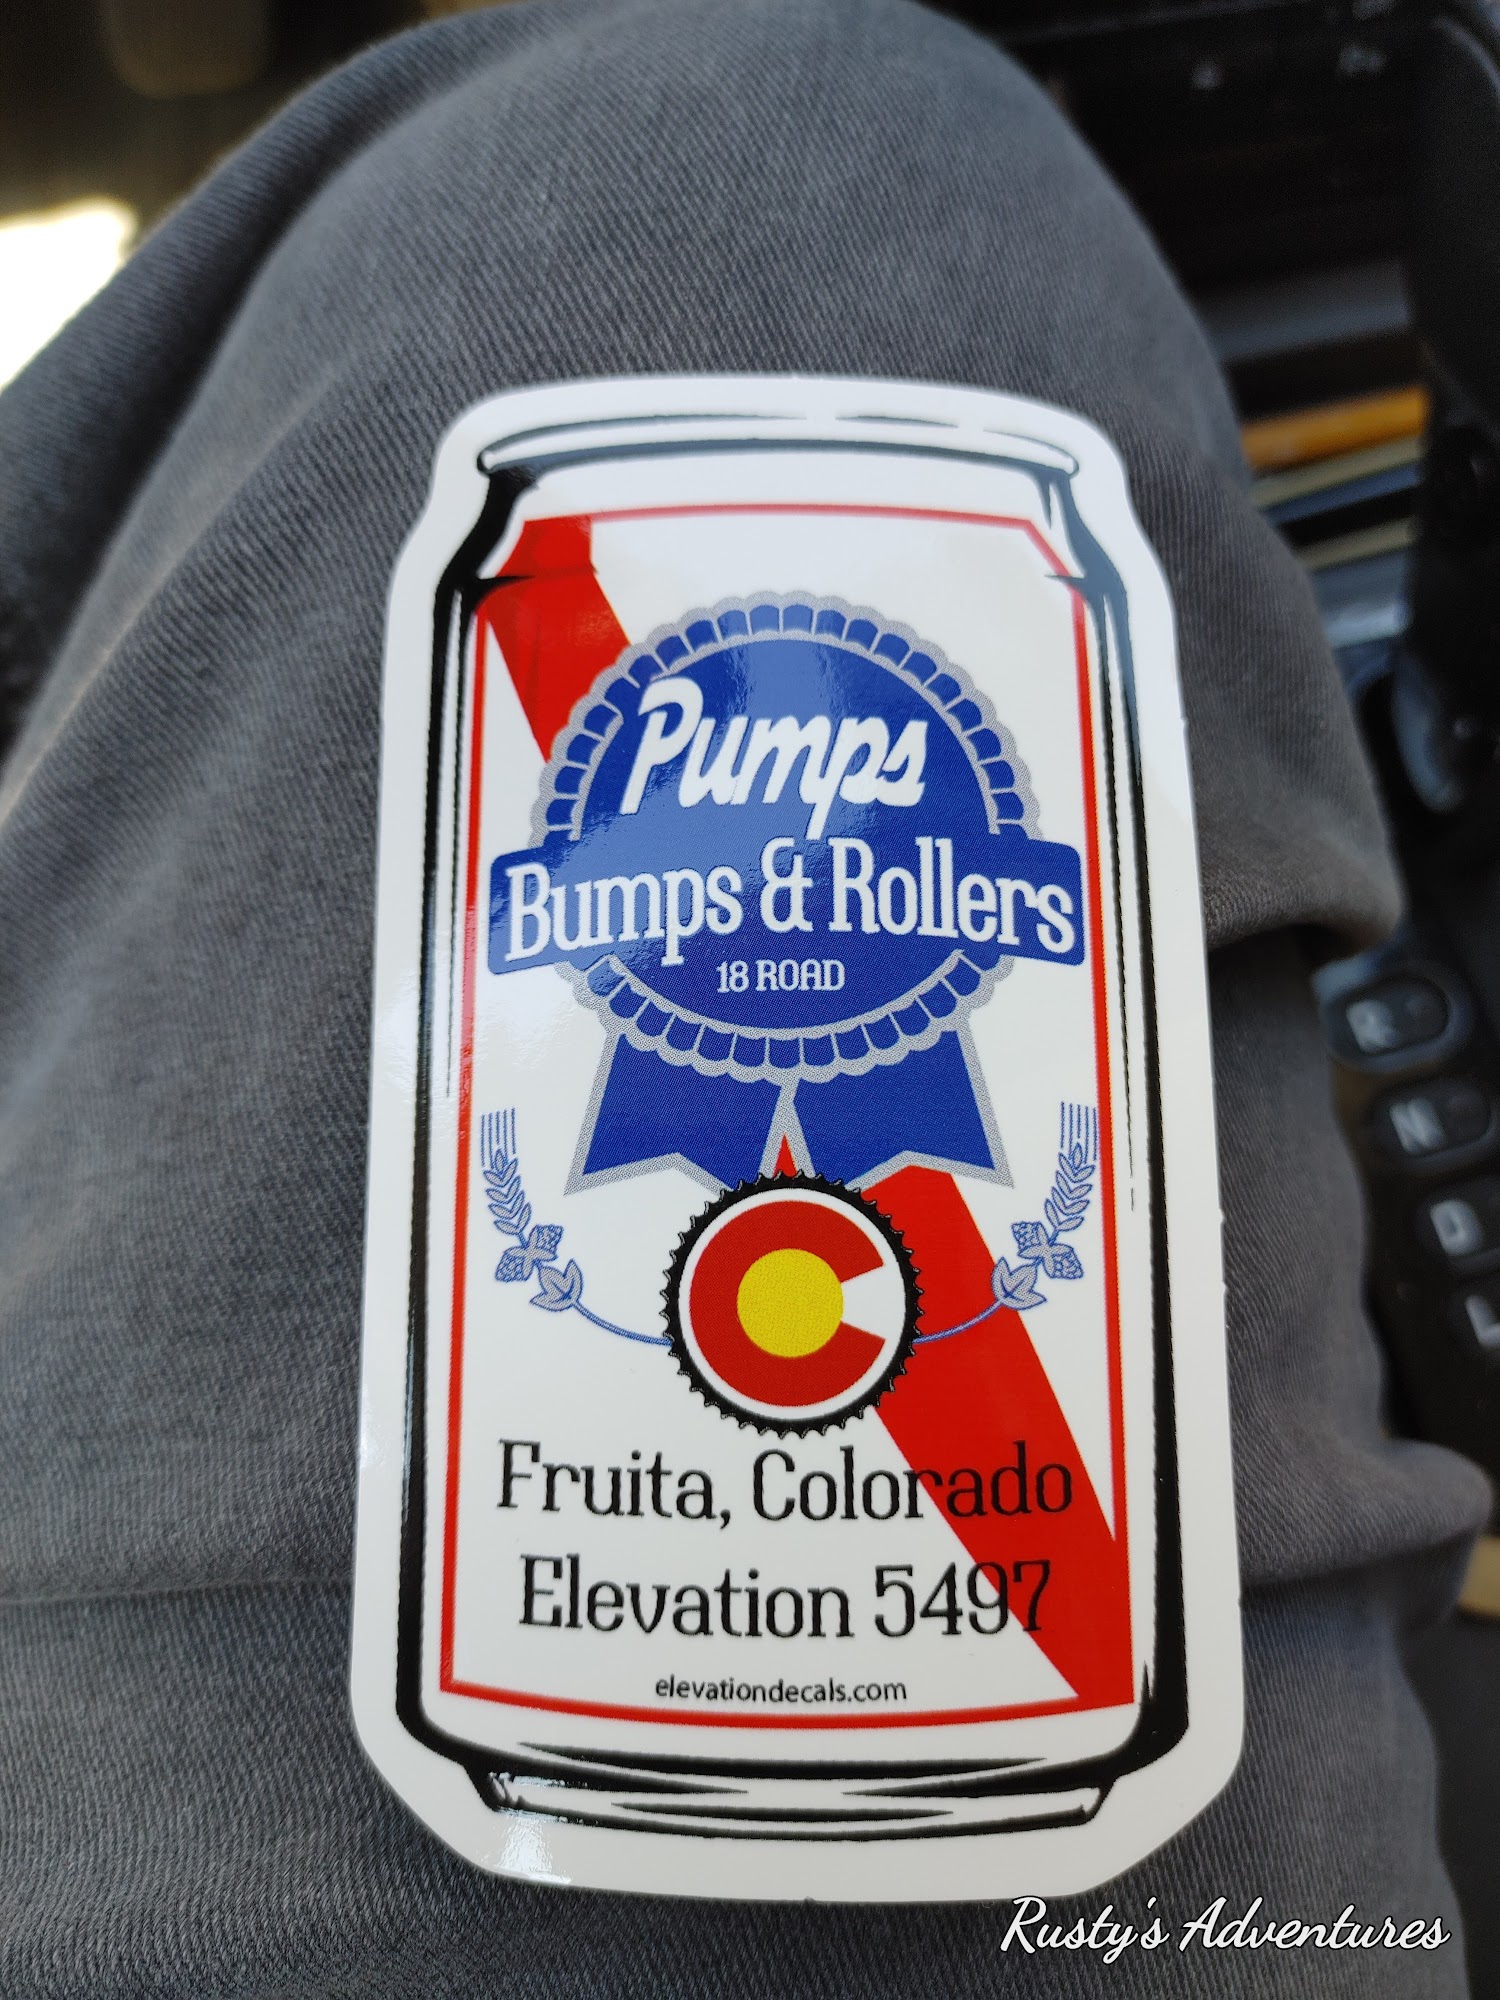 Pumps
Bumps & Rollers
18 ROAD
Fruita, Colorado
Elevation 5497
elevationdecals.com
R
N
D
L
Rusty's Adventures